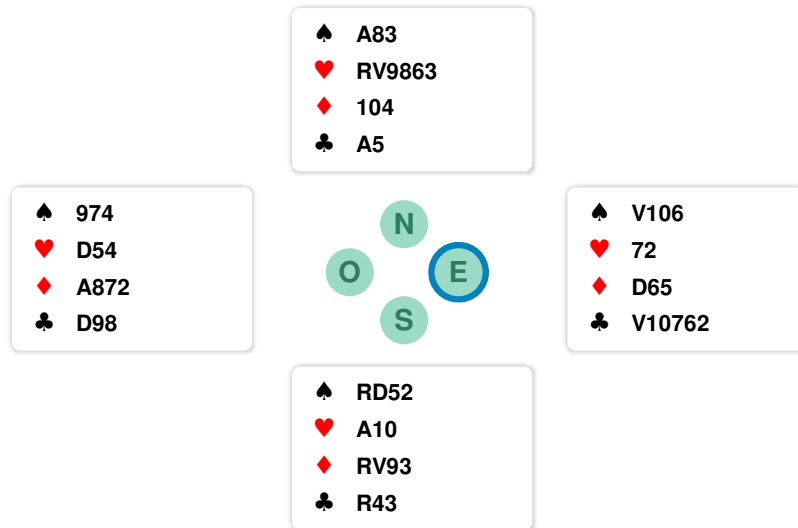 ♠ A83
♥ RV9863
♦ 104
♣ A5
♠ 974
♥ D54
♦ A872
♣ D98
N
O
E
S
♠ V106
♥ 72
♦ D65
♣ V10762
♠ RD52
♥ A10
♦ RV93
♣ R43